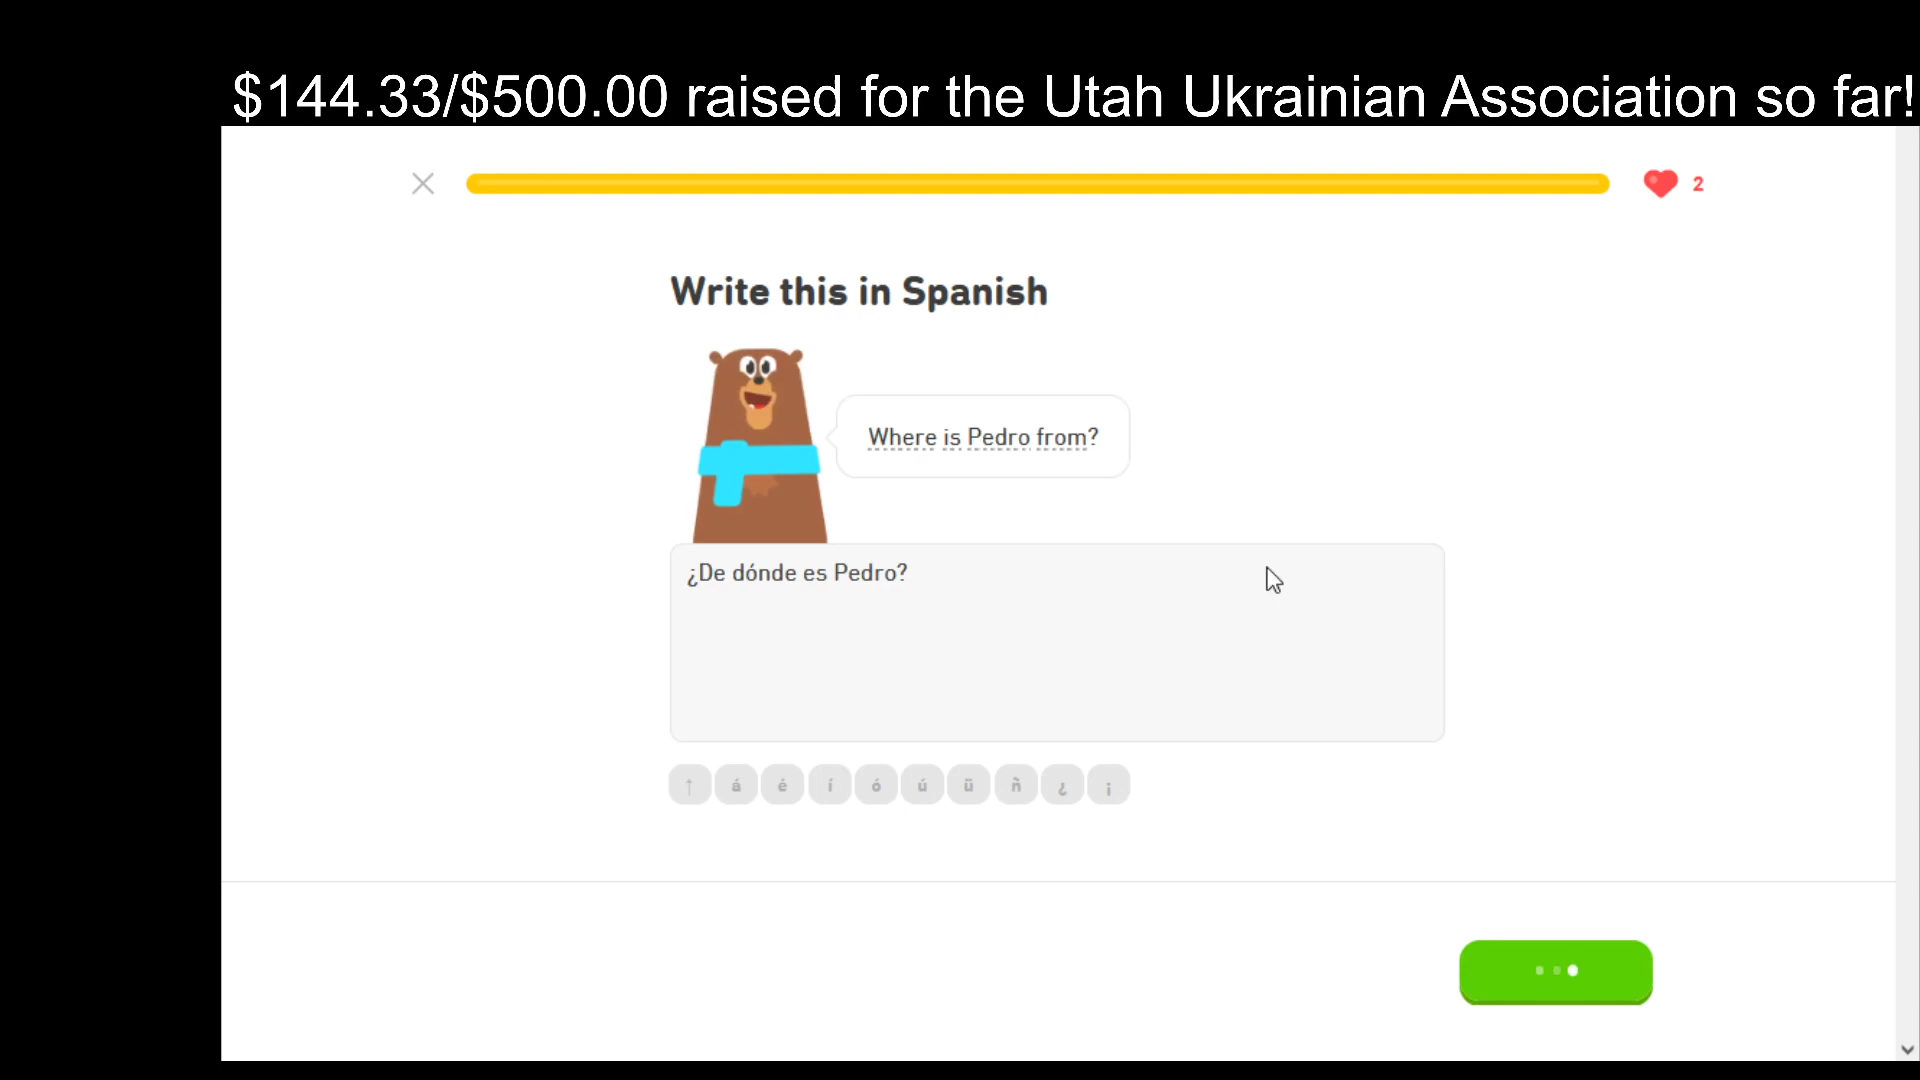 $144.33/$500.00 raised for the Utah Ukrainian Association so far!
2
Write this in Spanish
Where is Pedro from?
¿De dónde es Pedro?
↑ á é í ó ú ü ñ ¿ ¡